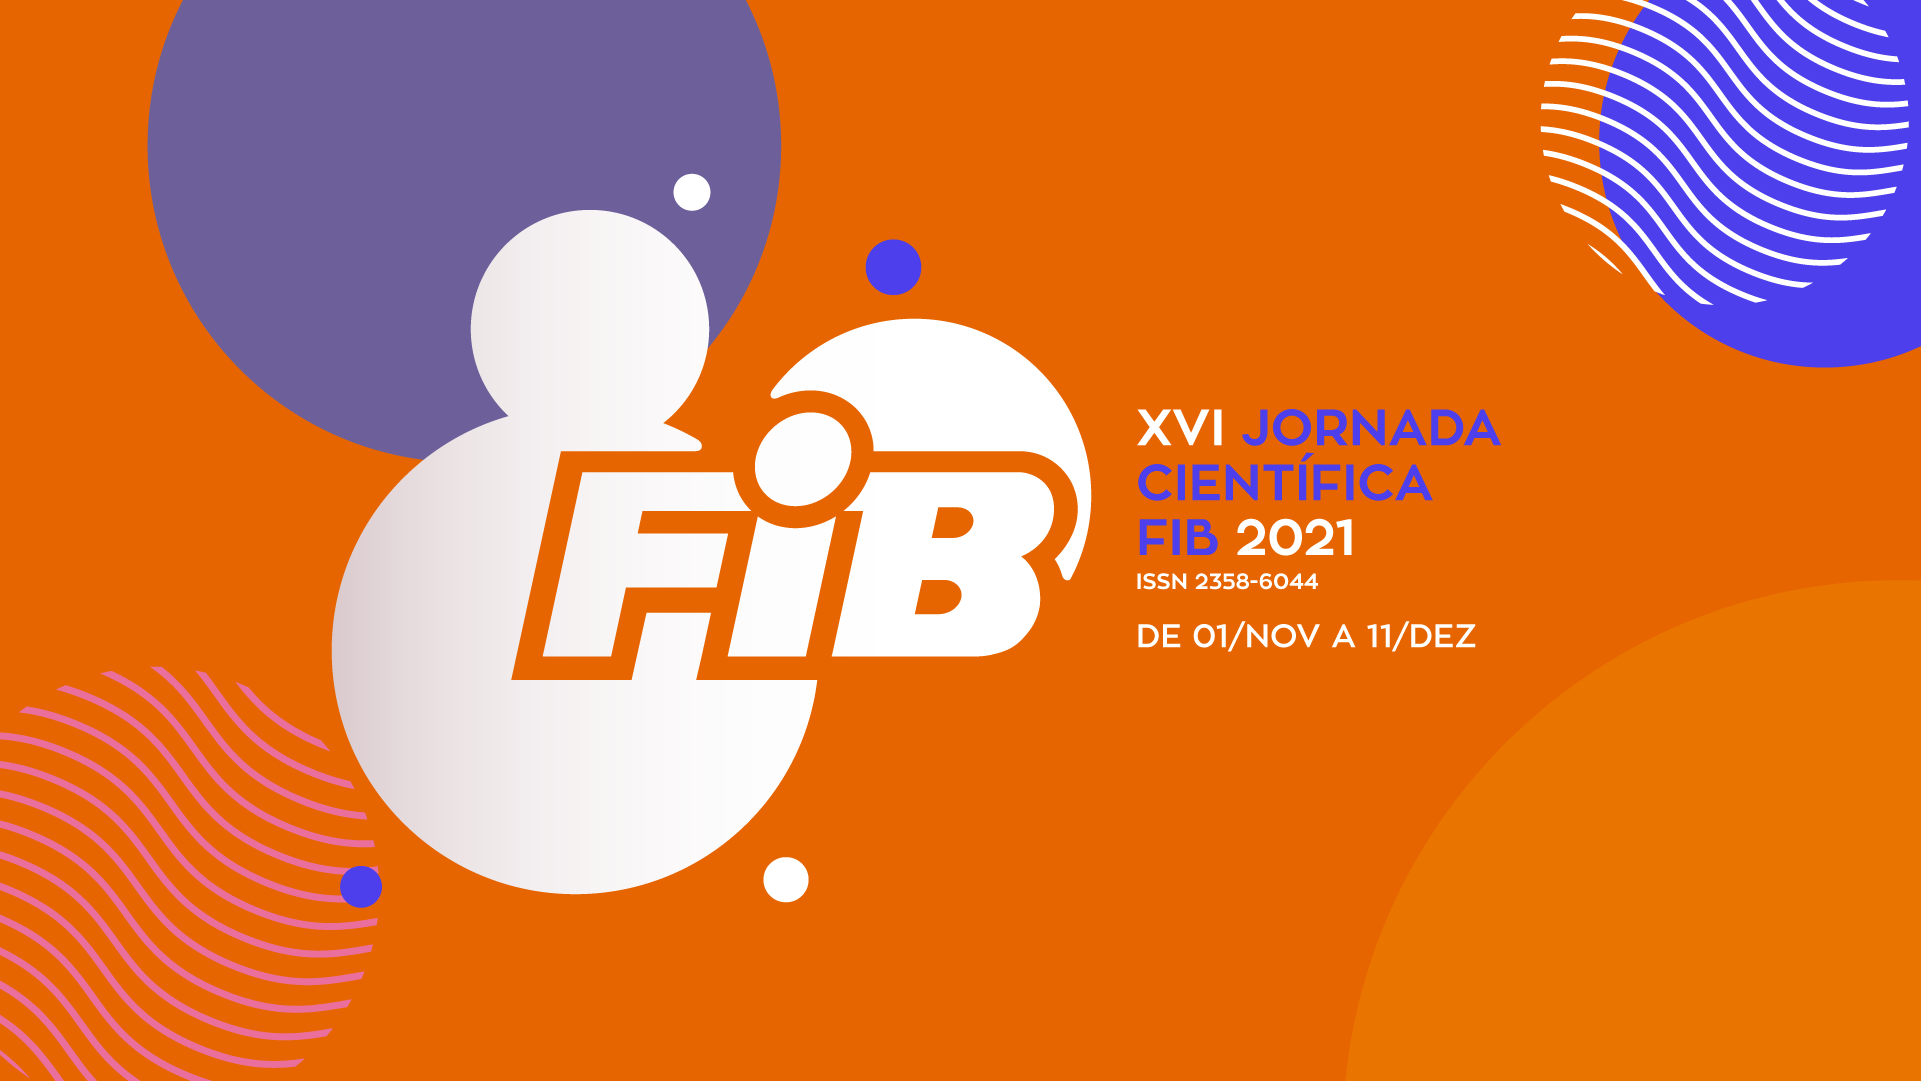 FiB
XVI JORNADA
CIENTÍFICA
FIB 2021
ISSN 2358-6044
DE 01/NOV A 11/DEZ